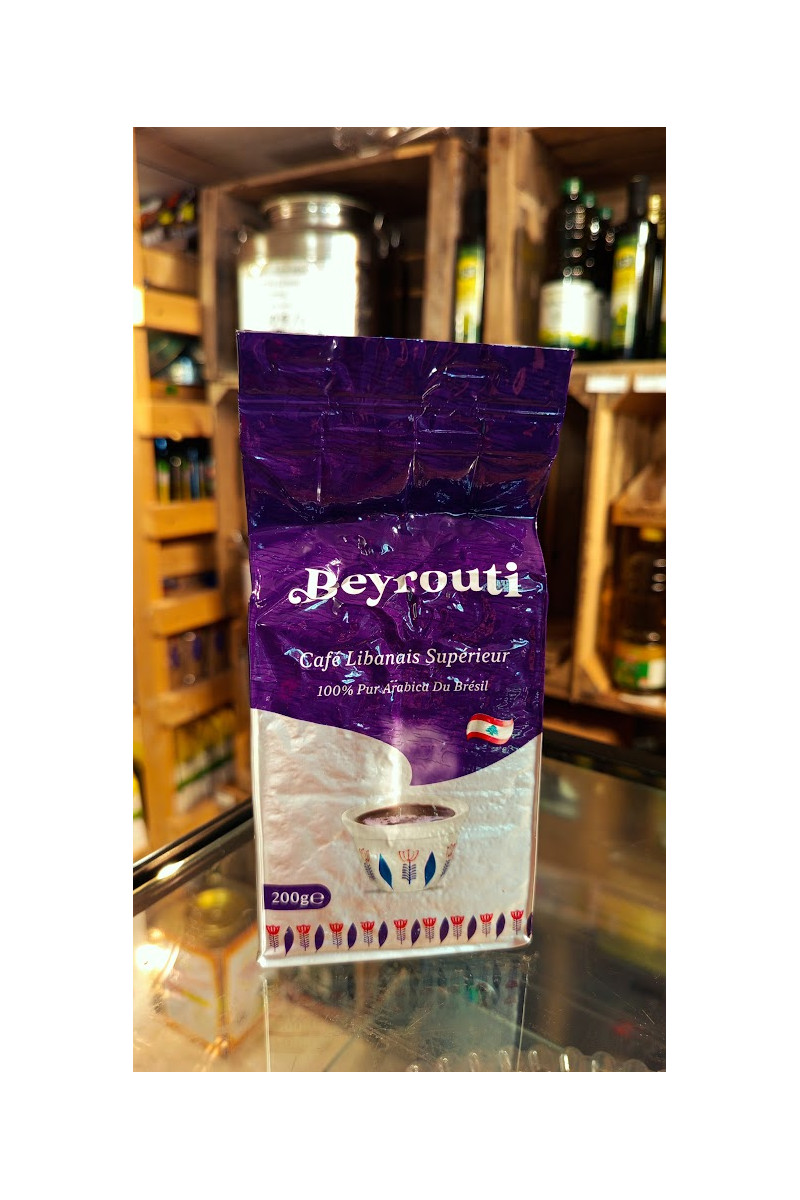 Beyrouti
Café Libanais Supérieur
100% Pur Arabica Du Brésil
200g℮